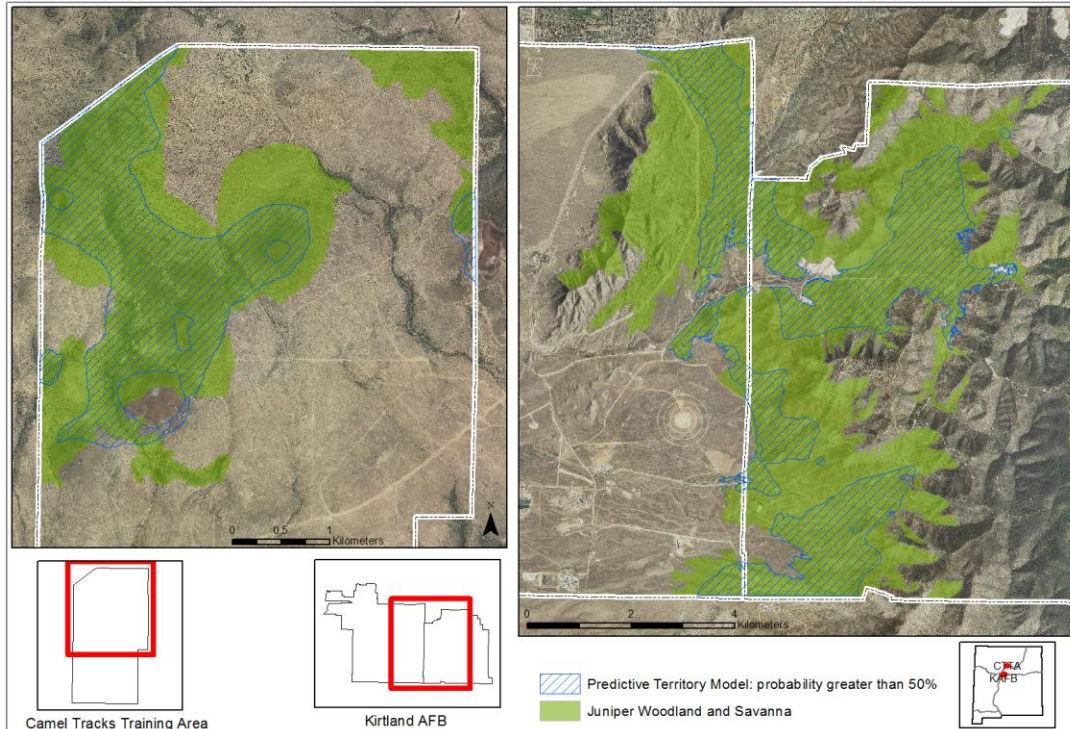 N
0 0.5 1
Kilometers
0 2 4
Kilometers
Camel Tracks Training Area
Kirtland AFB
Predictive Territory Model: probability greater than 50%
Juniper Woodland and Savanna
CTTA
KAFB